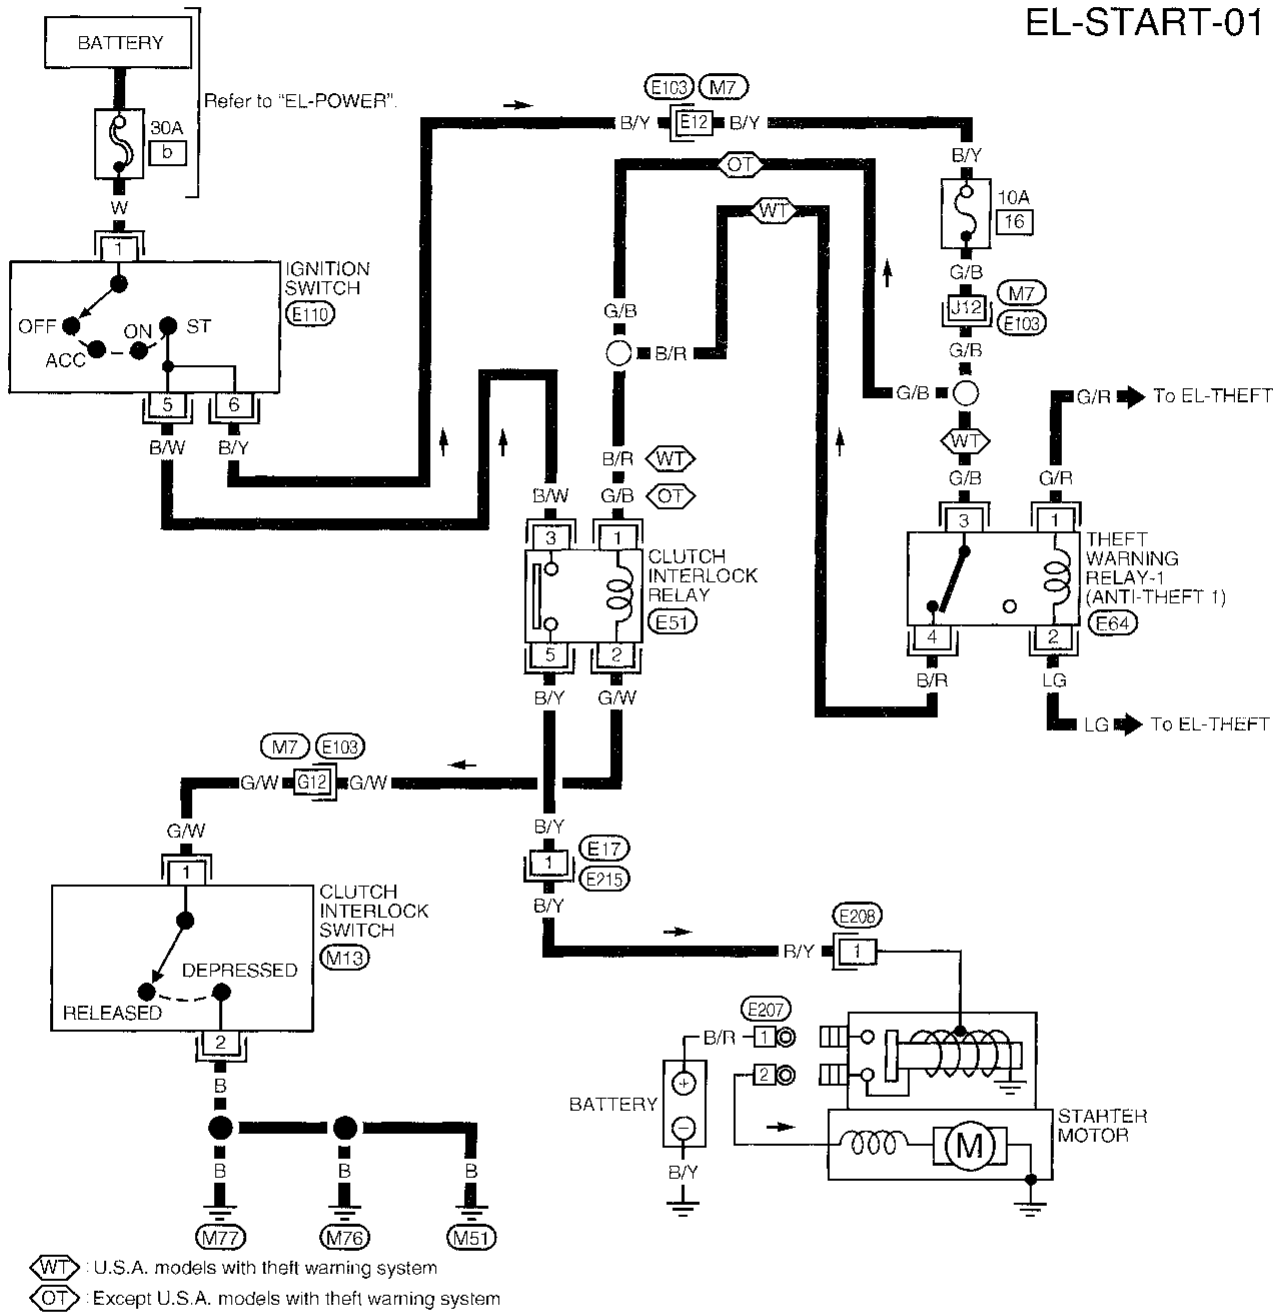 EL-START-01
BATTERY
Refer to "EL-POWER".
30A
b
W
1
IGNITION
SWITCH
E110
OFF
ACC
ON
ST
5
6
B/W
B/Y
E103
M7
B/Y
E12
B/Y
OT
WT
B/Y
10A
16
G/B
J12
M7
E103
G/B
G/B
B/R
G/B
G/R
To EL-THEFT
WT
B/R
WT
G/B
OT
B/W
G/B
G/R
3
1
CLUTCH
INTERLOCK
RELAY
E51
5
2
B/Y
G/W
3
1
THEFT
WARNING
RELAY-1
(ANTI-THEFT 1)
E64
4
2
B/R
LG
LG
To EL-THEFT
M7
E103
G/W
G12
G/W
G/W
1
CLUTCH
INTERLOCK
SWITCH
M13
DEPRESSED
RELEASED
2
B
B
B
B
M77
M76
M51
B/Y
1
E17
E215
B/Y
B/Y
E208
1
E207
B/R
1
2
BATTERY
+
−
B/Y
M
STARTER
MOTOR
WT : U.S.A. models with theft warning system
OT : Except U.S.A. models with theft warning system